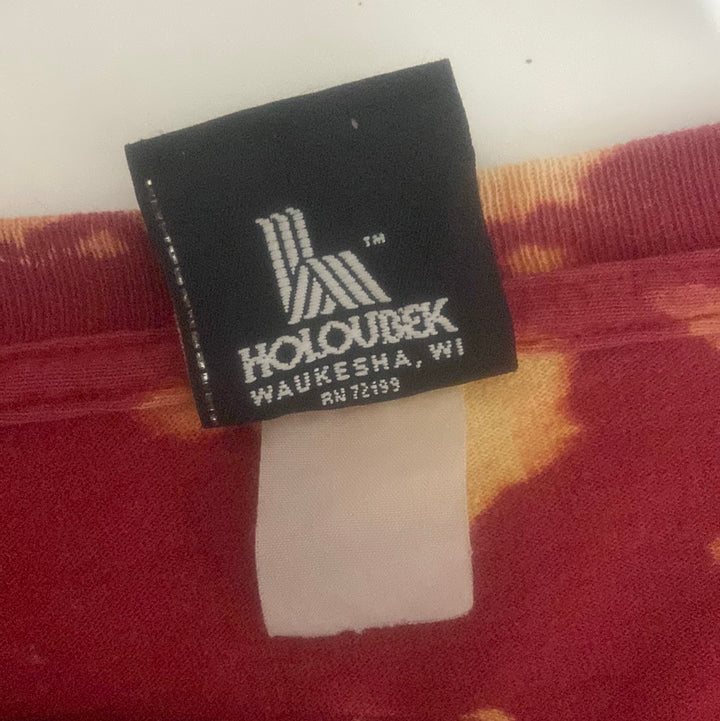 TM
HOLOUBEK
WAUKESHA, WI
RN 72199